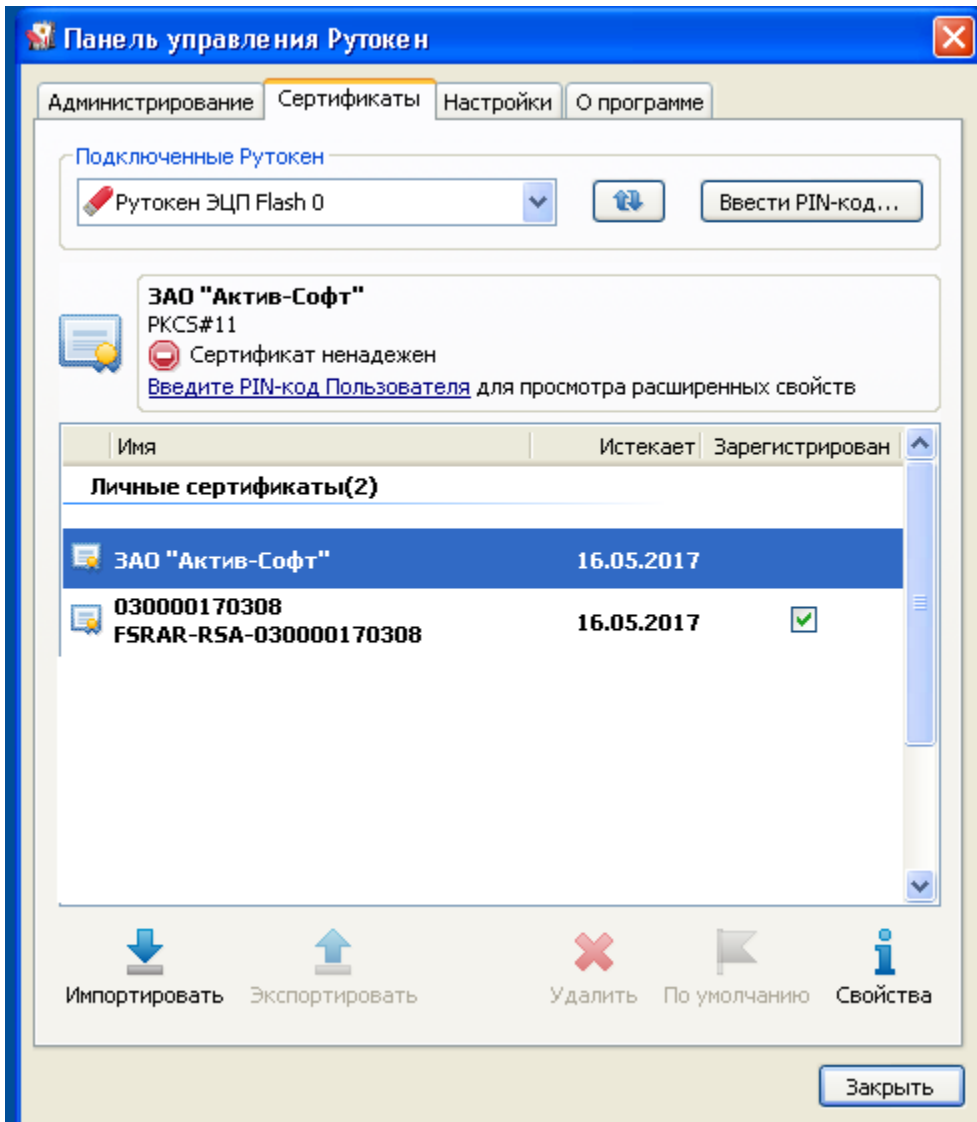 Панель управления Рутокен
Администрирование Сертификаты Настройки О программе
Подключенные Рутокен
Рутокен ЭЦП Flash 0 Ввести PIN-код...
ЗАО "Актив-Софт"
PKCS#11
Сертификат ненадежен
Введите PIN-код Пользователя для просмотра расширенных свойств
Имя Истекает Зарегистрирован
Личные сертификаты(2)
ЗАО "Актив-Софт" 16.05.2017
030000170308
FSRAR-RSA-030000170308 16.05.2017
Импортировать Экспортировать Удалить По умолчанию Свойства
Закрыть